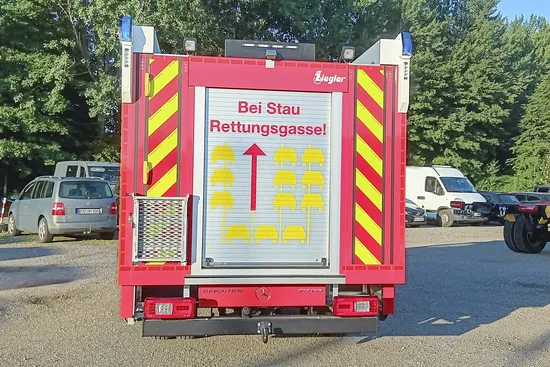 Ziegler
Bei Stau
Rettungsgasse!